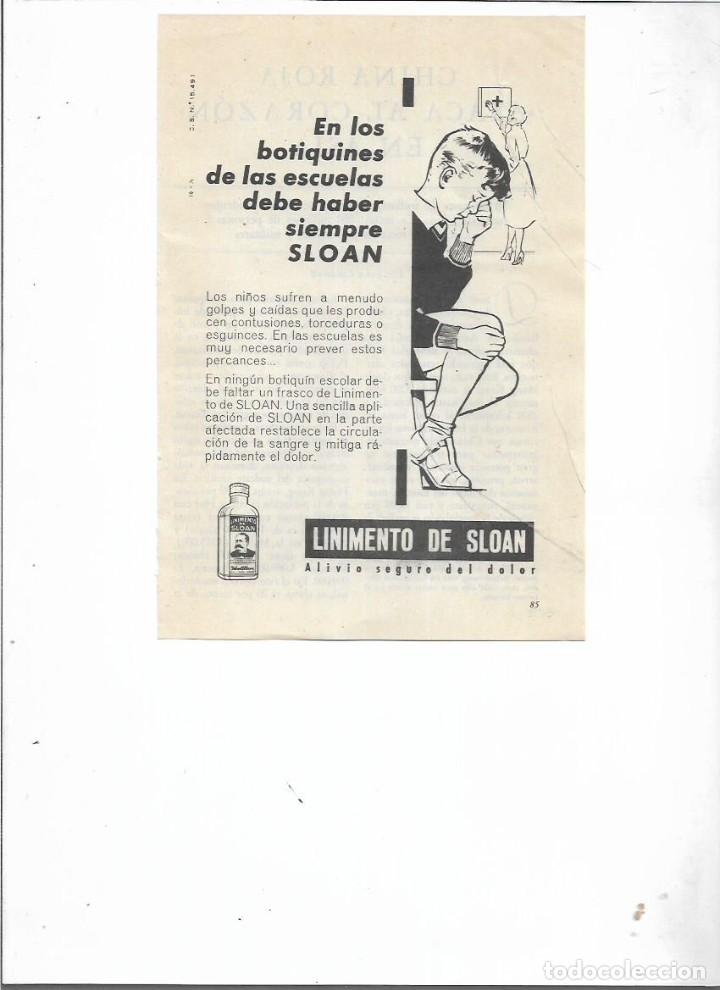 C. S. N.º 15.491
En los
botiquines
de las escuelas
debe haber
siempre
SLOAN
Los niños sufren a menudo
golpes y caídas que les produ-
cen contusiones, torceduras o
esguinces. En las escuelas es
muy necesario prever estos
percances...
En ningún botiquín escolar de-
be faltar un frasco de Linimen-
to de SLOAN. Una sencilla apli-
cación de SLOAN en la parte
afectada restablece la circula-
ción de la sangre y mitiga rá-
pidamente el dolor.
LINIMENTO
DE
SLOAN
LINIMENTO DE SLOAN
Alivio seguro del dolor
85
todocoleccion